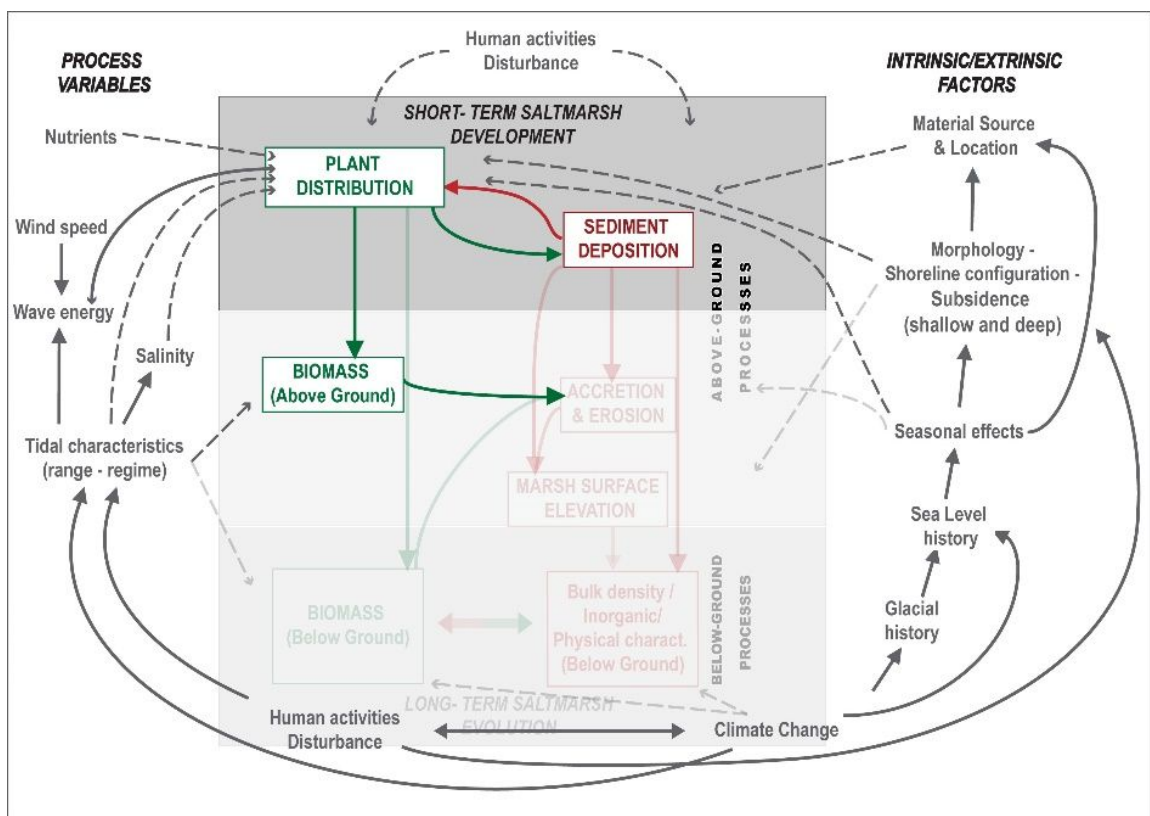 Human activities
Disturbance
PROCESS
VARIABLES
INTRINSIC/EXTRINSIC
FACTORS
SHORT- TERM SALTMARSH
DEVELOPMENT
Nutrients
Material Source
& Location
PLANT
DISTRIBUTION
Wind speed
SEDIMENT
DEPOSITION
Morphology -
Shoreline configuration -
Subsidence
(shallow and deep)
Wave energy
Salinity
ABOVE-GROUND
PROCESSES
BIOMASS
(Above Ground)
ACCRETION
& EROSION
Tidal characteristics
(range - regime)
Seasonal effects
MARSH SURFACE
ELEVATION
Sea Level
history
BIOMASS
(Below Ground)
Bulk density /
Inorganic/
Physical charact.
(Below Ground)
BELOW-GROUND
PROCESSES
Glacial
history
LONG- TERM SALTMARSH
EVOLUTION
Human activities
Disturbance
Climate Change